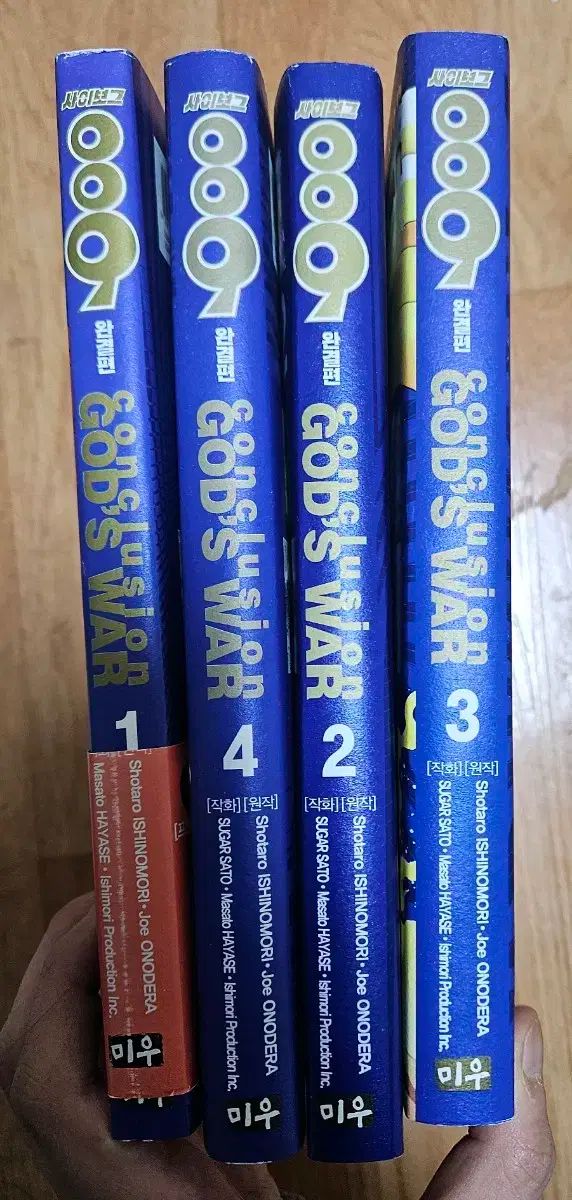 사이보그
009
완결편
conclusion
GOD'S WAR
1
Shotaro ISHINOMORI · Joe ONODERA
Masato HAYASE · Ishimori Production Inc.
미우
사이보그
009
완결편
conclusion
GOD'S WAR
4
[원작] Shotaro ISHINOMORI · Joe ONODERA
[작화] SUGAR SATO · Masato HAYASE · Ishimori Production Inc.
미우
사이보그
009
완결편
conclusion
GOD'S WAR
2
[원작] Shotaro ISHINOMORI · Joe ONODERA
[작화] SUGAR SATO · Masato HAYASE · Ishimori Production Inc.
미우
사이보그
009
완결편
conclusion
GOD'S WAR
3
[원작] Shotaro ISHINOMORI · Joe ONODERA
[작화] SUGAR SATO · Masato HAYASE · Ishimori Production Inc.
미우